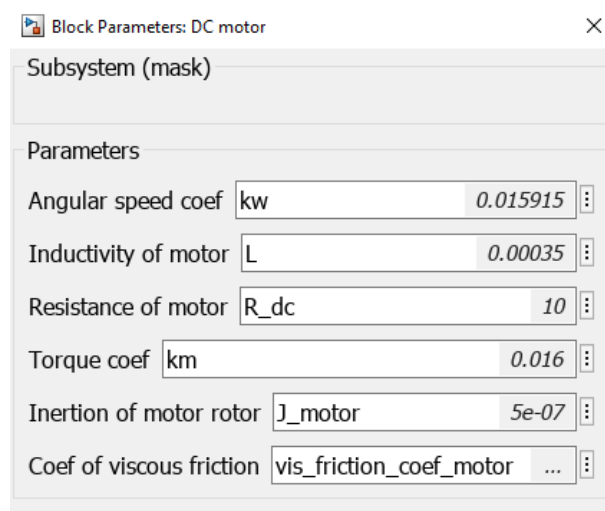 Block Parameters: DC motor
Subsystem (mask)
Parameters
Angular speed coef kw 0.015915
Inductivity of motor L 0.00035
Resistance of motor R_dc 10
Torque coef km 0.016
Inertion of motor rotor J_motor 5e-07
Coef of viscous friction vis_friction_coef_motor ...